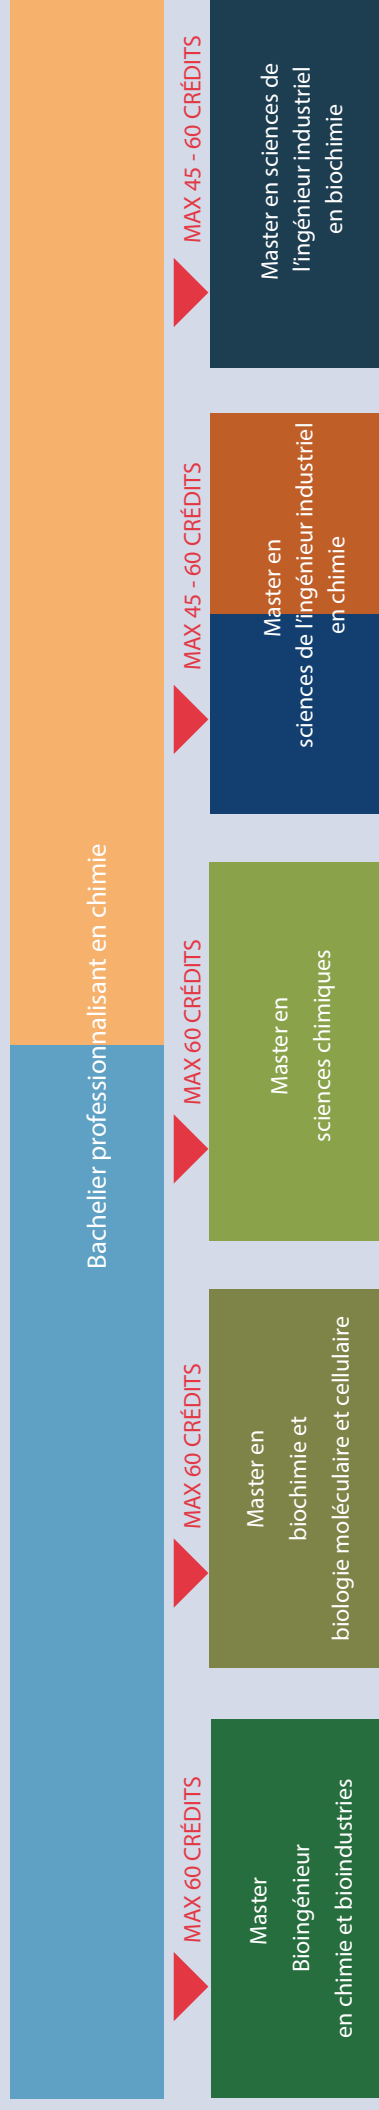 Bachelier professionnalisant en chimie
MAX 60 CRÉDITS
Master
Bioingénieur
en chimie et bioindustries
MAX 60 CRÉDITS
Master en
biochimie et
biologie moléculaire et cellulaire
MAX 60 CRÉDITS
Master en
sciences chimiques
MAX 45 - 60 CRÉDITS
Master en
sciences de l’ingénieur industriel
en chimie
MAX 45 - 60 CRÉDITS
Master en sciences de
l’ingénieur industriel
en biochimie